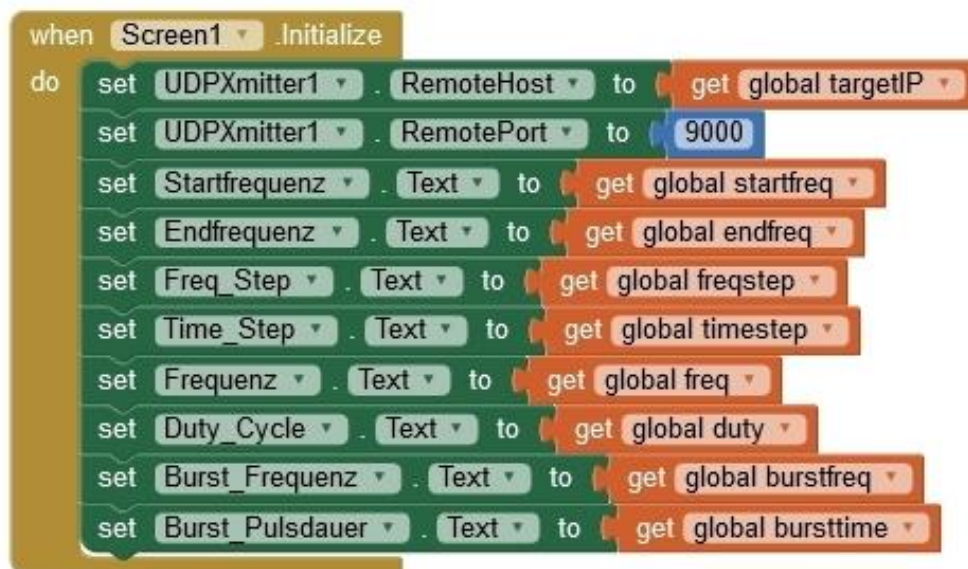 when Screen1 .Initialize
do set UDPXmitter1 . RemoteHost to get global targetIP
set UDPXmitter1 . RemotePort to 9000
set Startfrequenz . Text to get global startfreq
set Endfrequenz . Text to get global endfreq
set Freq_Step . Text to get global freqstep
set Time_Step . Text to get global timestep
set Frequenz . Text to get global freq
set Duty_Cycle . Text to get global duty
set Burst_Frequenz . Text to get global burstfreq
set Burst_Pulsdauer . Text to get global bursttime